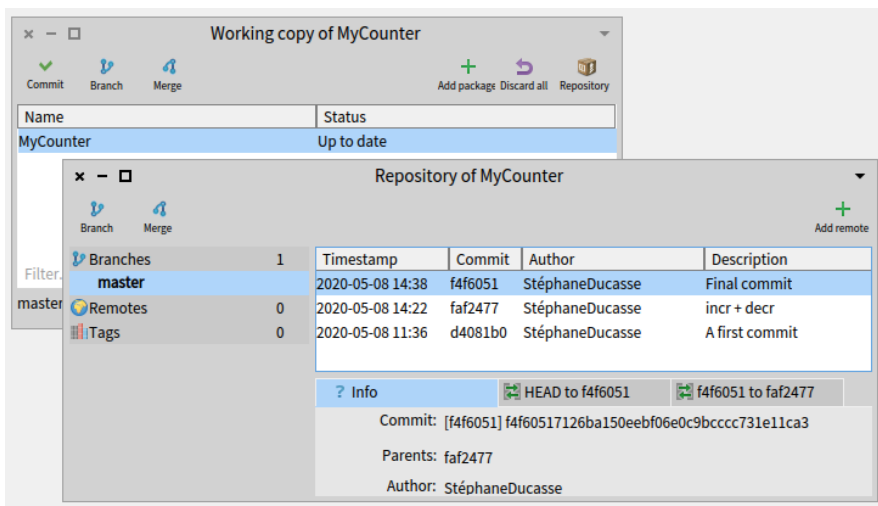 Working copy of MyCounter
Commit Branch Merge Add package Discard all Repository
Name Status
MyCounter Up to date
Filter.
master
Repository of MyCounter
Branch Merge Add remote
Branches 1
master
Remotes 0
Tags 0
Timestamp Commit Author Description
2020-05-08 14:38 f4f6051 StéphaneDucasse Final commit
2020-05-08 14:22 faf2477 StéphaneDucasse incr + decr
2020-05-08 11:36 d4081b0 StéphaneDucasse A first commit
? Info HEAD to f4f6051 f4f6051 to faf2477
Commit: [f4f6051] f4f60517126ba150eebf06e0c9bcccc731e11ca3
Parents: faf2477
Author: StéphaneDucasse